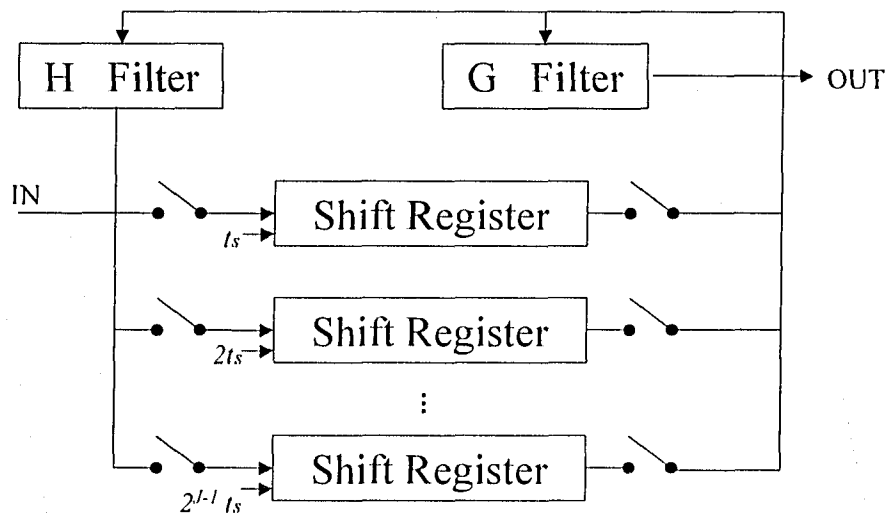 H Filter
G Filter
OUT
IN
Shift Register
ts
Shift Register
2ts
⋮
Shift Register
2^{J-1} ts